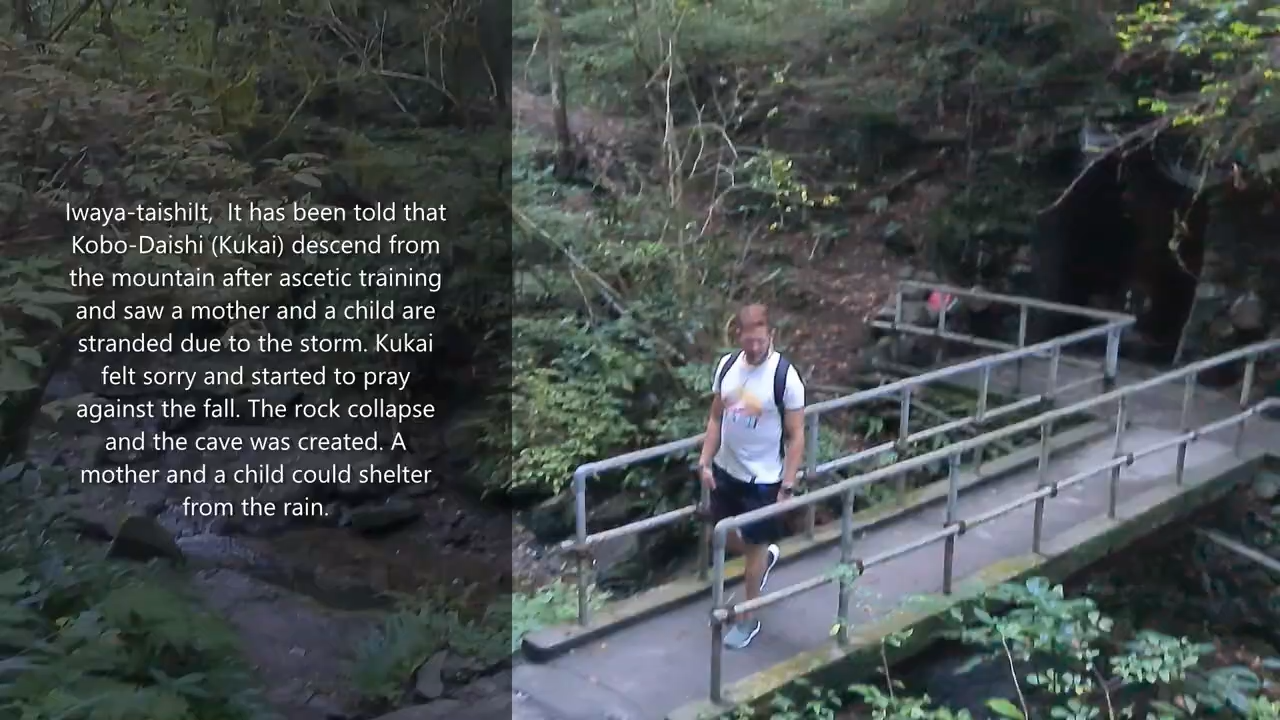 Iwaya-taishilt,  It has been told that
Kobo-Daishi (Kukai) descend from
the mountain after ascetic training
and saw a mother and a child are
stranded due to the storm. Kukai
felt sorry and started to pray
against the fall. The rock collapse
and the cave was created. A
mother and a child could shelter
from the rain.